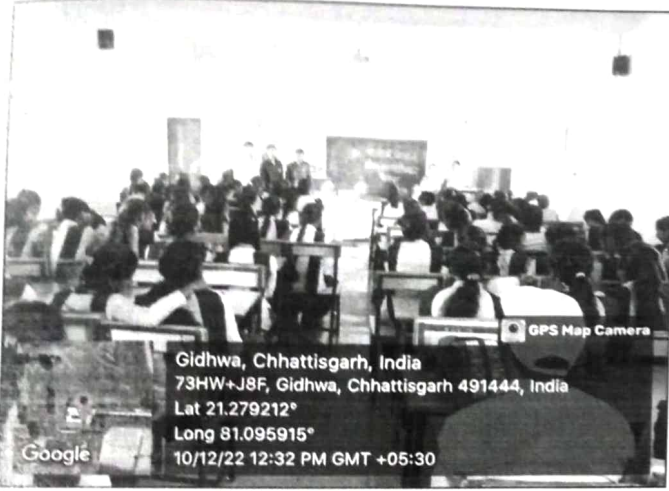 GPS Map Camera
Gidhwa, Chhattisgarh, India
73HW+J8F, Gidhwa, Chhattisgarh 491444, India
Lat 21.279212°
Long 81.095915°
10/12/22 12:32 PM GMT +05:30
Google